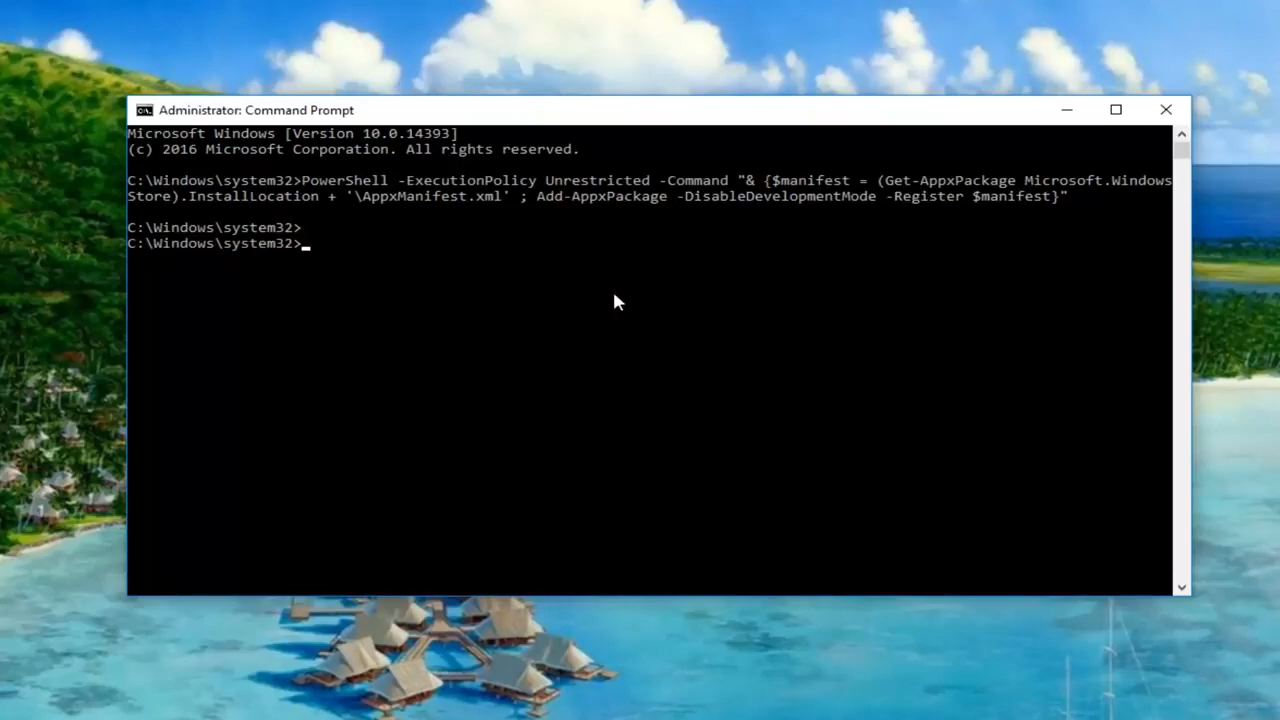 Administrator: Command Prompt
Microsoft Windows [Version 10.0.14393]
(c) 2016 Microsoft Corporation. All rights reserved.
C:\Windows\system32>PowerShell -ExecutionPolicy Unrestricted -Command "& {$manifest = (Get-AppxPackage Microsoft.Windows
Store).InstallLocation + '\AppxManifest.xml' ; Add-AppxPackage -DisableDevelopmentMode -Register $manifest}"
C:\Windows\system32>
C:\Windows\system32>